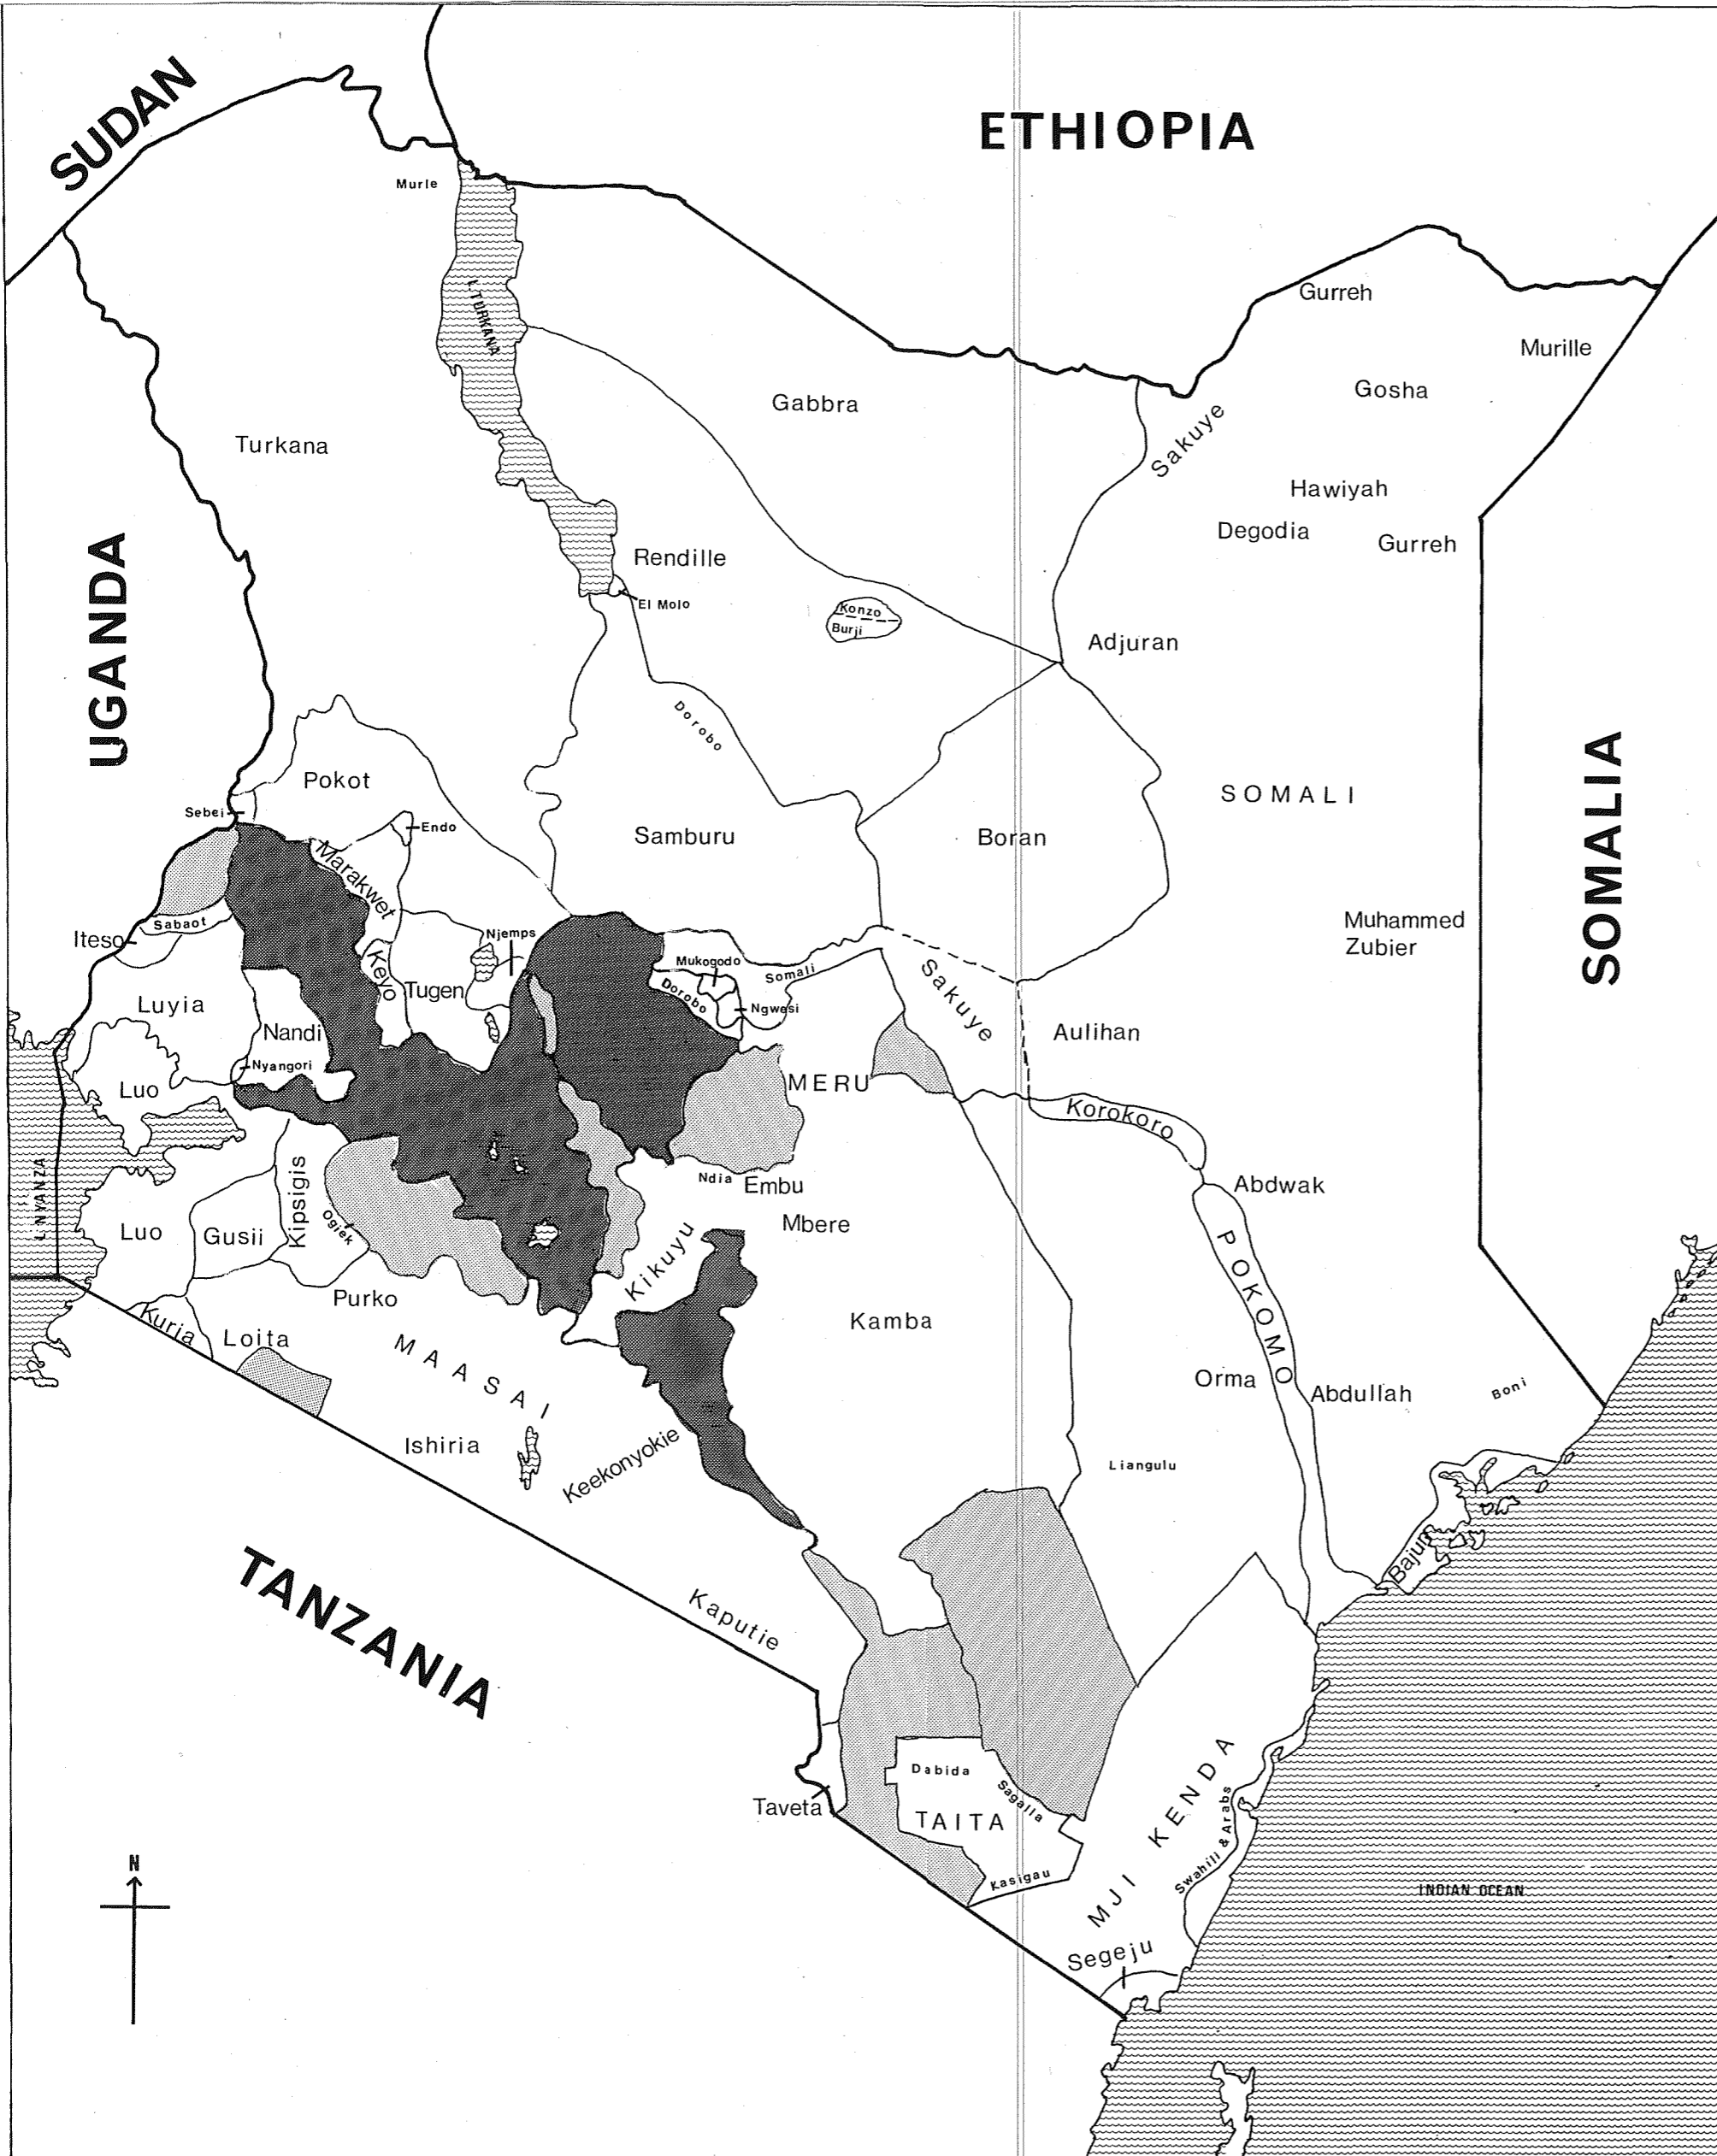 SUDAN
ETHIOPIA
Murle
L. TURKANA
Gurreh
Murille
Gosha
Gabbra
Sakuye
Turkana
Hawiyah
Degodia
Gurreh
UGANDA
Rendille
El Molo
Konzo
Burji
Adjuran
Dorobo
Pokot
SOMALI
SOMALIA
Sebei
Endo
Samburu
Boran
Marakwet
Sabaot
Iteso
Njemps
Muhammed
Zubier
Mukogodo
Somali
Sakuye
Keyo
Tugen
Dorobo
Ngwesi
Luyia
Nandi
Aulihan
Nyangori
Luo
MERU
Korokoro
L. NYANZA
Kipsigis
Ndia
Embu
Abdwak
Ogiek
Luo
Gusii
Mbere
POKOMO
Kikuyu
Purko
Kuria
Loita
Kamba
MAASAI
Orma
Abdullah
Boni
Ishiria
Keekonyokie
Liangulu
Bajun
TANZANIA
Kaputie
Dabida
Sagalla
Taveta
TAITA
MJI KENDA
Swahili & Arabs
Kasigau
N
INDIAN OCEAN
Segeju